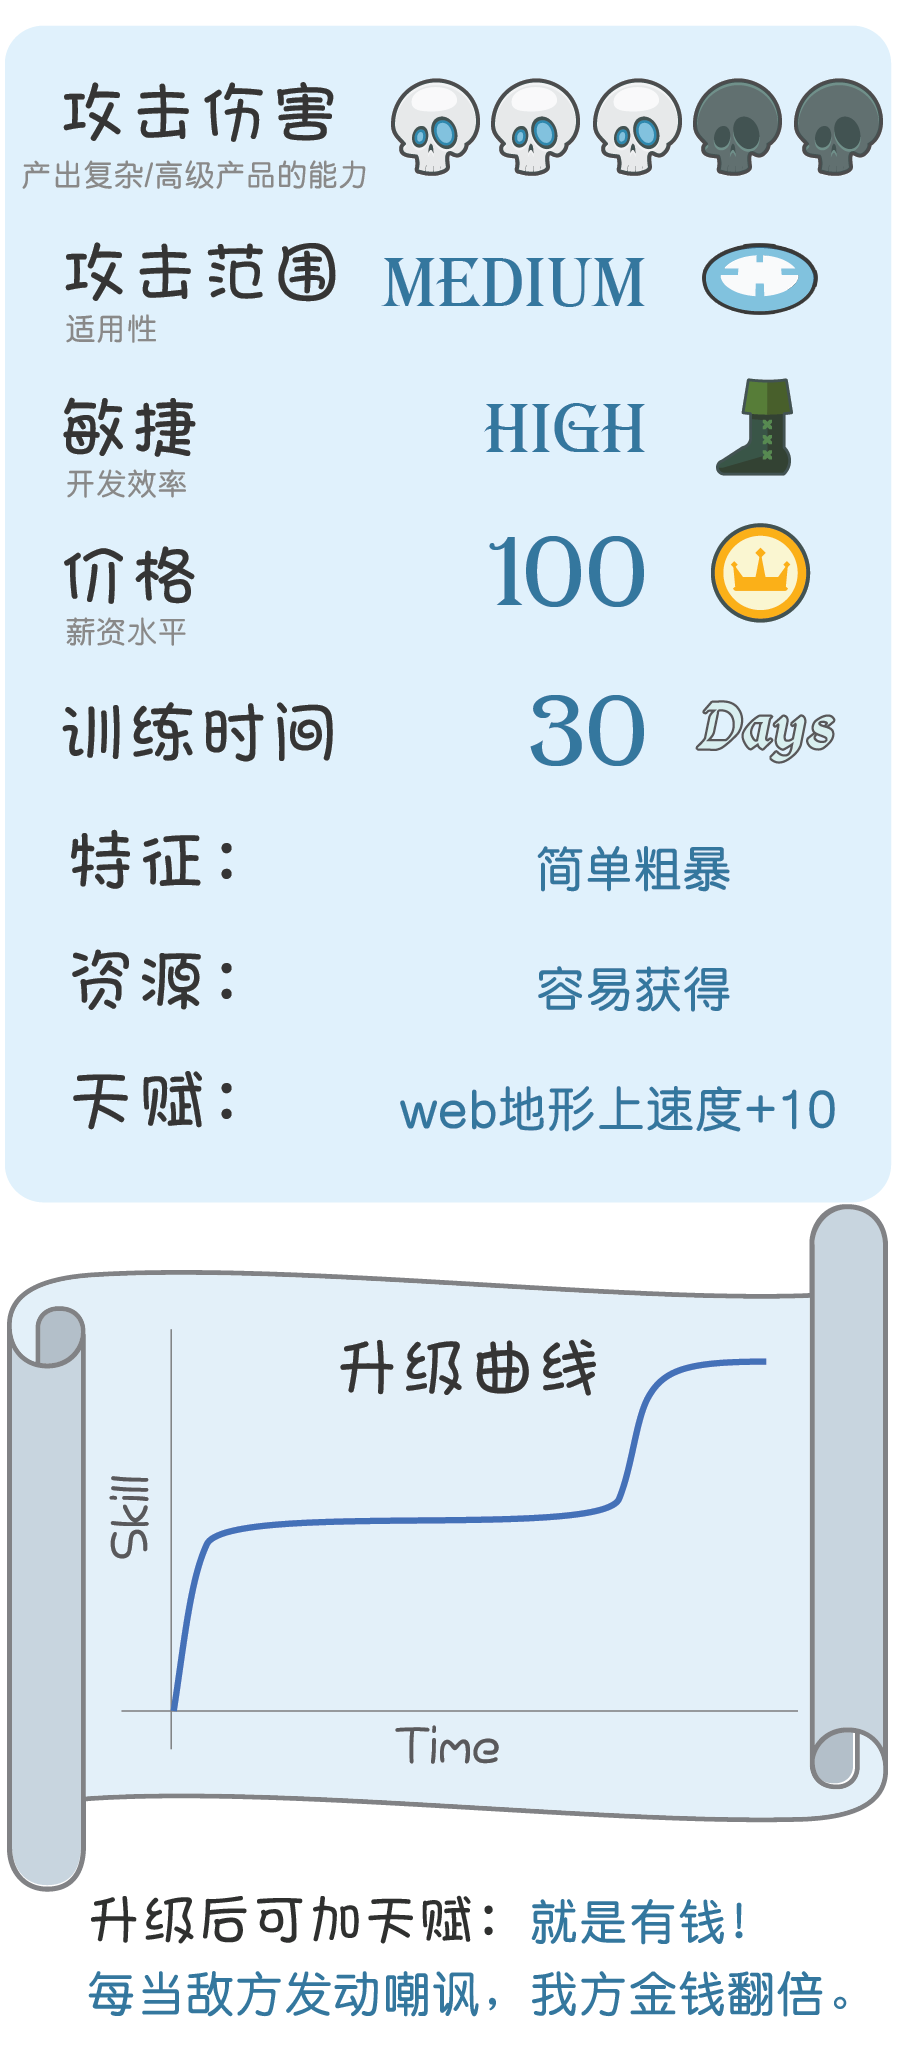 攻击伤害
产出复杂/高级产品的能力
攻击范围 MEDIUM
适用性
敏捷 HIGH
开发效率
价格 100
薪资水平
训练时间 30 Days
特征： 简单粗暴
资源： 容易获得
天赋： web地形上速度+10
升级曲线
Skill
Time
升级后可加天赋：就是有钱！
每当敌方发动嘲讽，我方金钱翻倍。